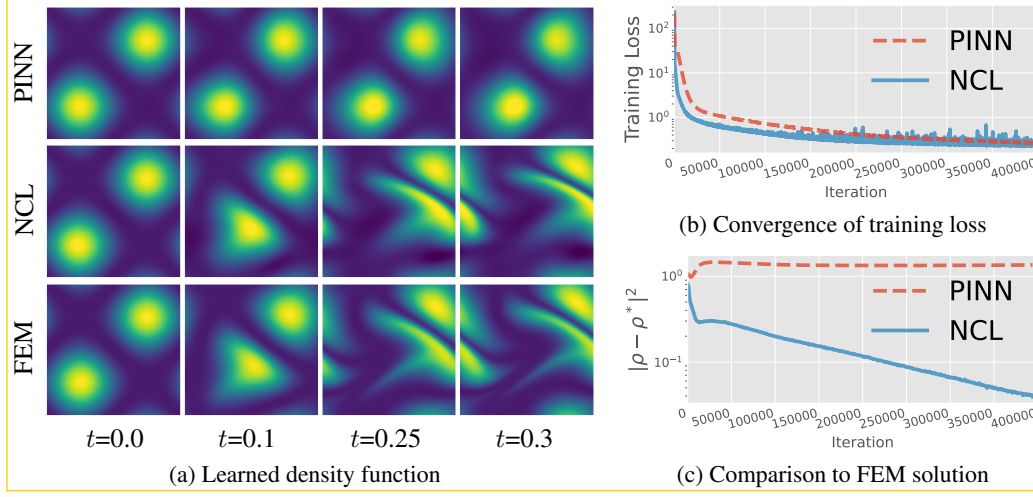 PINN
NCL
FEM
t=0.0
t=0.1
t=0.25
t=0.3
(a) Learned density function
Training Loss
10²
10¹
10⁰
PINN
NCL
0
50000
100000
150000
200000
250000
300000
350000
400000
Iteration
(b) Convergence of training loss
|ρ − ρ*|²
10⁰
10⁻¹
PINN
NCL
0
50000
100000
150000
200000
250000
300000
350000
400000
Iteration
(c) Comparison to FEM solution